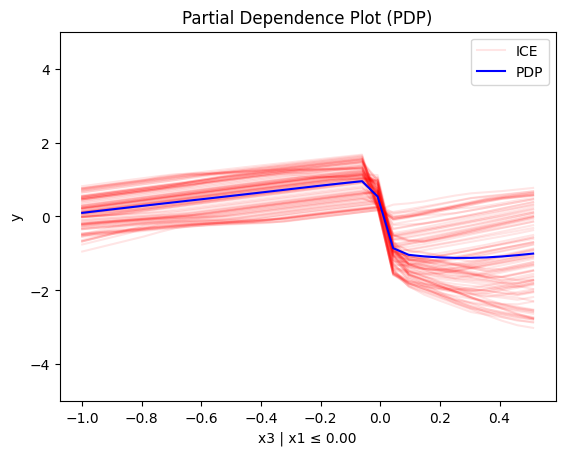 Partial Dependence Plot (PDP)
ICE
PDP
y
4
2
0
−2
−4
−1.0 −0.8 −0.6 −0.4 −0.2 0.0 0.2 0.4
x3 | x1 ≤ 0.00